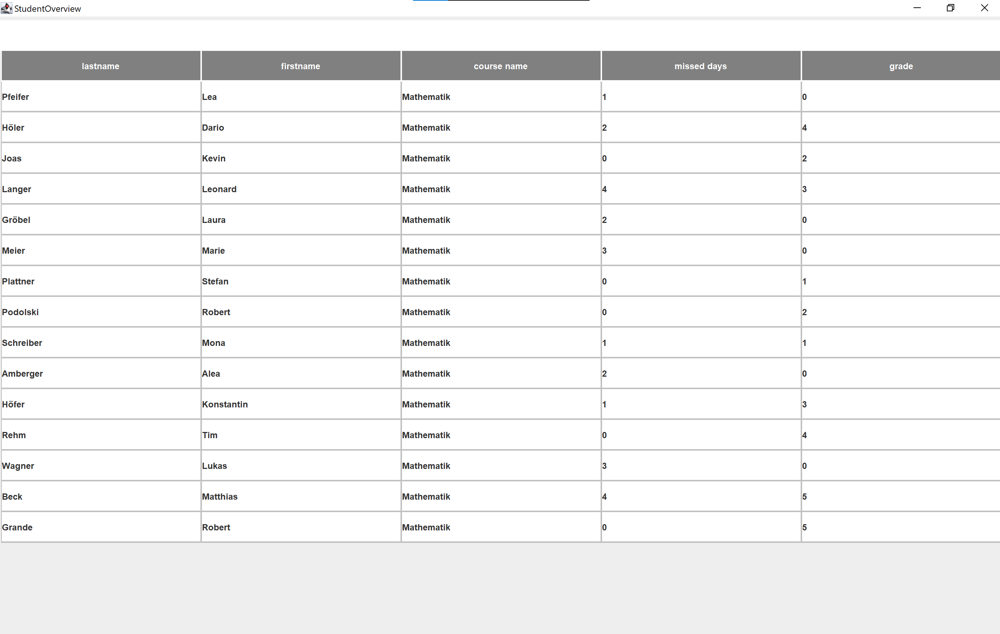 StudentOverview
lastname firstname course name missed days grade
Pfeifer Lea Mathematik 1 0
Höler Dario Mathematik 2 4
Joas Kevin Mathematik 0 2
Langer Leonard Mathematik 4 3
Gröbel Laura Mathematik 2 0
Meier Marie Mathematik 3 0
Plattner Stefan Mathematik 0 1
Podolski Robert Mathematik 0 2
Schreiber Mona Mathematik 1 1
Amberger Alea Mathematik 2 0
Höfer Konstantin Mathematik 1 3
Rehm Tim Mathematik 0 4
Wagner Lukas Mathematik 3 0
Beck Matthias Mathematik 4 5
Grande Robert Mathematik 0 5